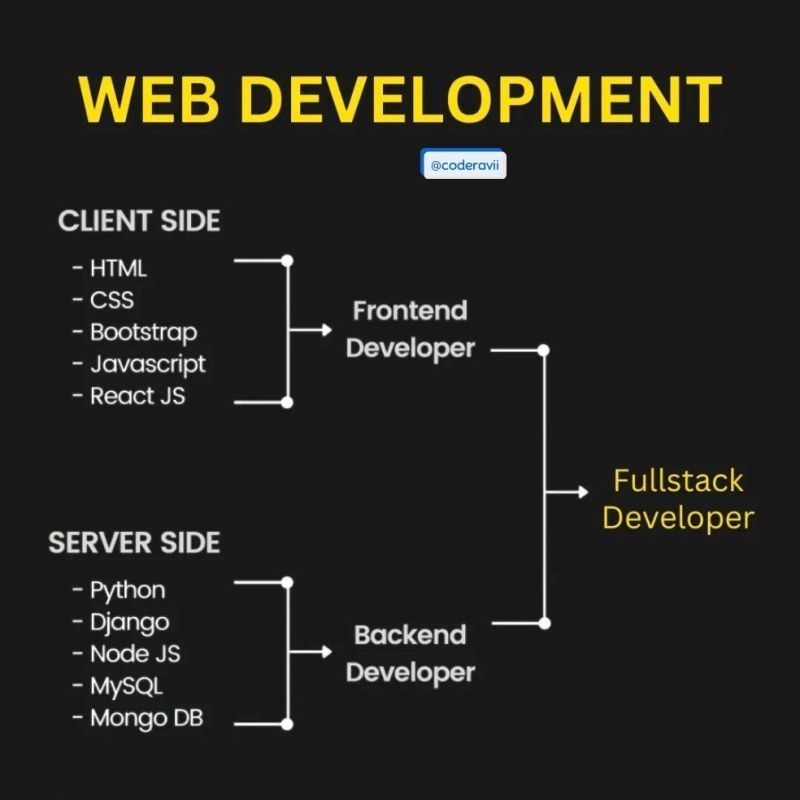 WEB DEVELOPMENT
@coderavii
CLIENT SIDE
- HTML
- CSS
- Bootstrap
- Javascript
- React JS
Frontend
Developer
Fullstack
Developer
SERVER SIDE
- Python
- Django
- Node JS
- MySQL
- Mongo DB
Backend
Developer